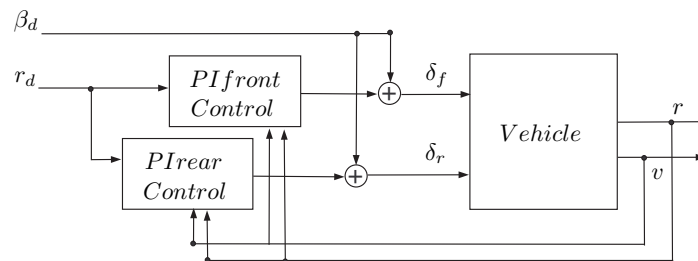 β_d
r_d
PIfront
Control
PIrear
Control
+
+
δ_f
δ_r
Vehicle
r
v